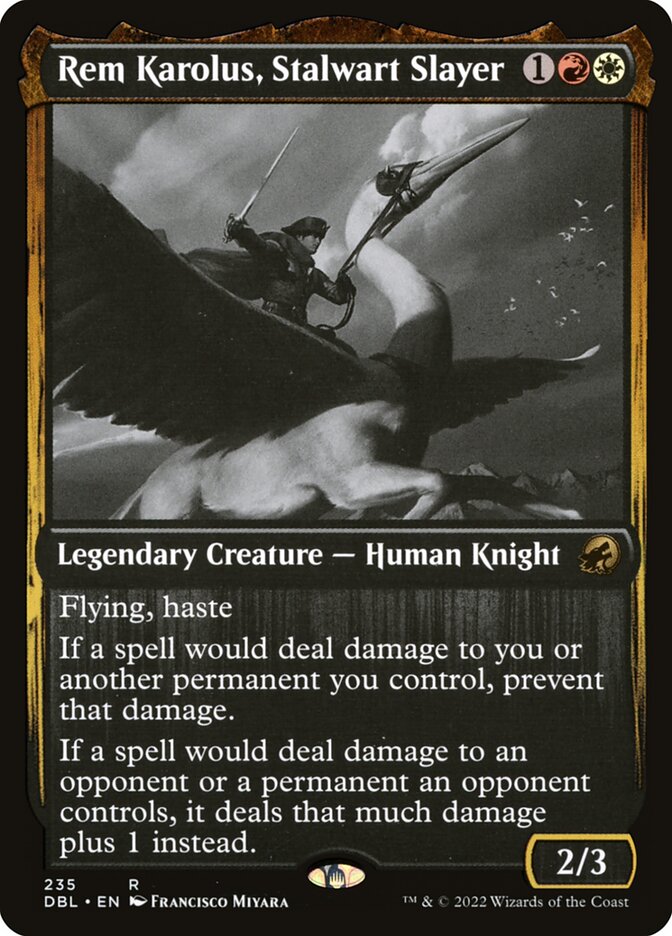 Rem Karolus, Stalwart Slayer 1
Legendary Creature — Human Knight
Flying, haste
If a spell would deal damage to you or
another permanent you control, prevent
that damage.
If a spell would deal damage to an
opponent or a permanent an opponent
controls, it deals that much damage
plus 1 instead.
2/3
235 R
DBL • EN Francisco Miyara
™ & © 2022 Wizards of the Coast